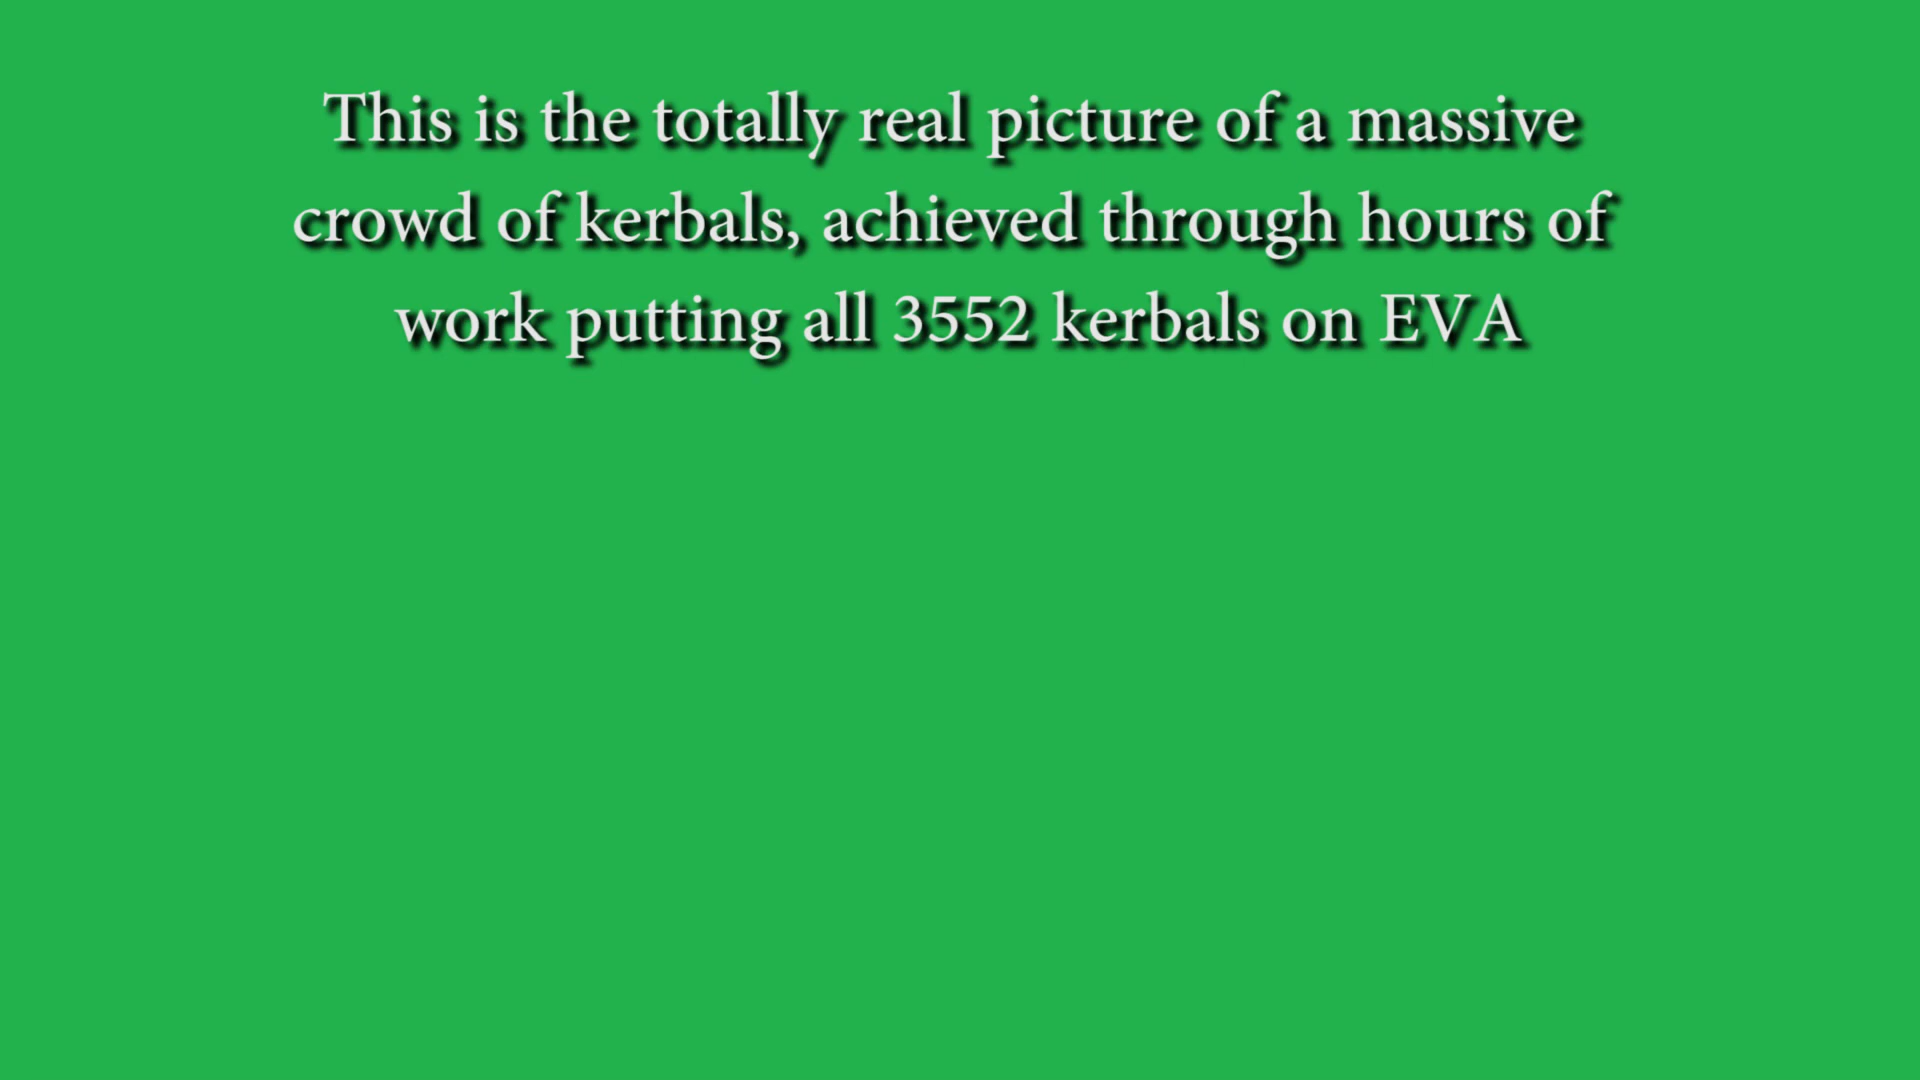 This is the totally real picture of a massive
crowd of kerbals, achieved through hours of
work putting all 3552 kerbals on EVA